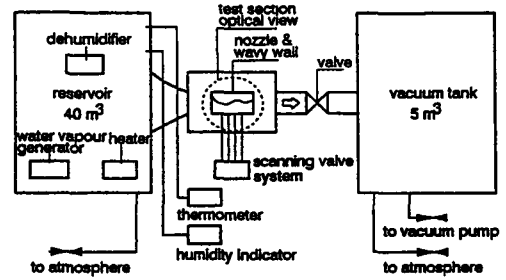 test section
optical view
nozzle &
wavy wall
valve
dehumidifier
reservoir
40 m³
water vapour
generator
heater
vacuum tank
5 m³
scanning valve
system
thermometer
humidity indicator
to atmosphere
to vacuum pump
to atmosphere